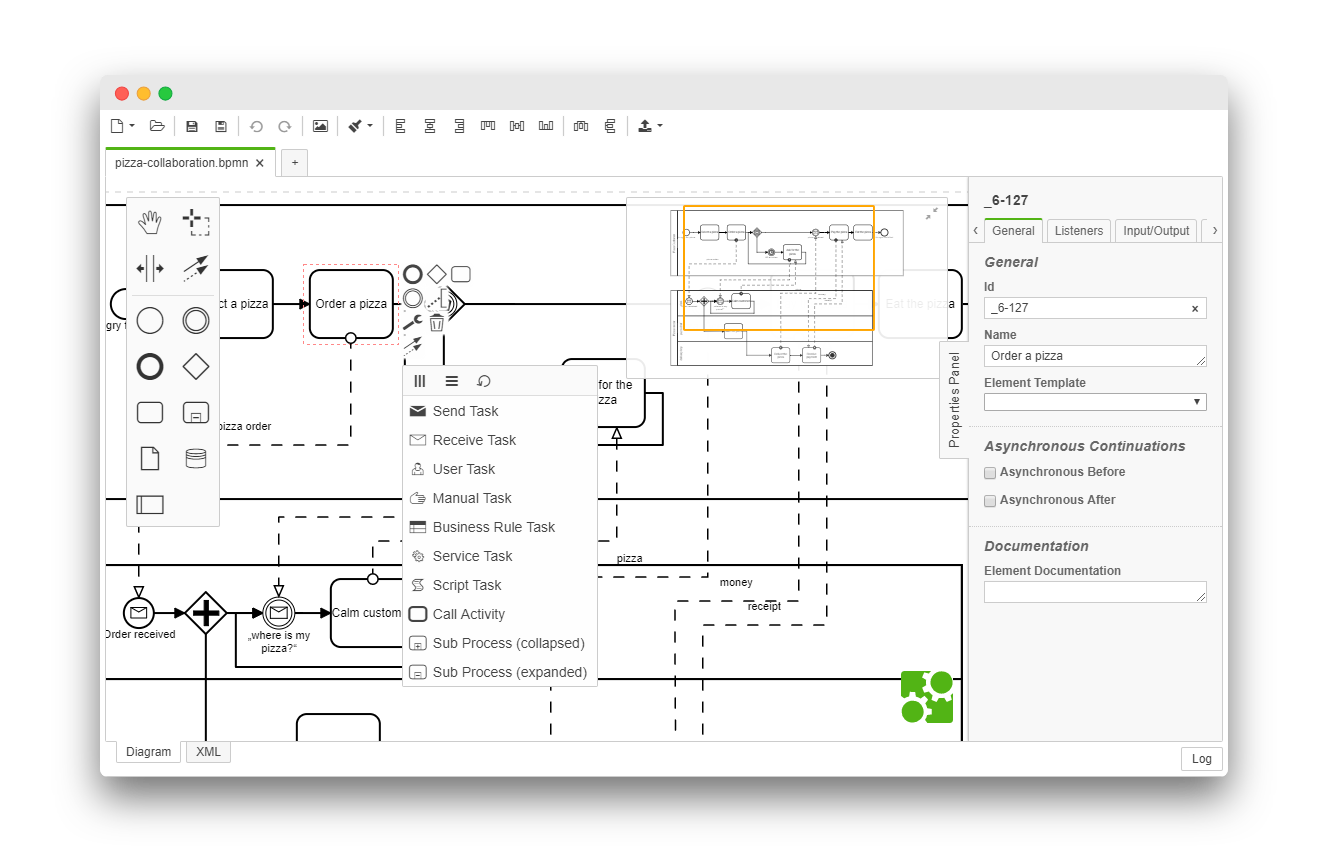 pizza-collaboration.bpmn ×
+
_6-127
General
Listeners
Input/Output
General
Id
_6-127
×
Name
Order a pizza
Element Template
Properties Panel
Asynchronous Continuations
Asynchronous Before
Asynchronous After
Documentation
Element Documentation
ct a pizza
Order a pizza
Eat the pizza
gry f
for the
zza
pizza order
Send Task
Receive Task
User Task
Manual Task
Business Rule Task
Service Task
Script Task
Call Activity
Sub Process (collapsed)
Sub Process (expanded)
pizza
money
receipt
Order received
„where is my
pizza?“
Calm custom
Diagram
XML
Log